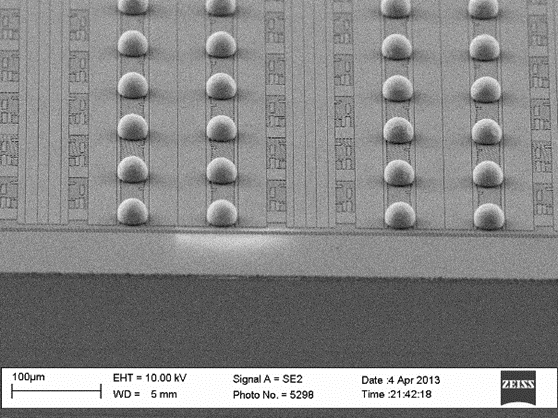 100µm
EHT = 10.00 kV
WD = 5 mm
Signal A = SE2
Photo No. = 5298
Date :4 Apr 2013
Time :21:42:18
ZEISS